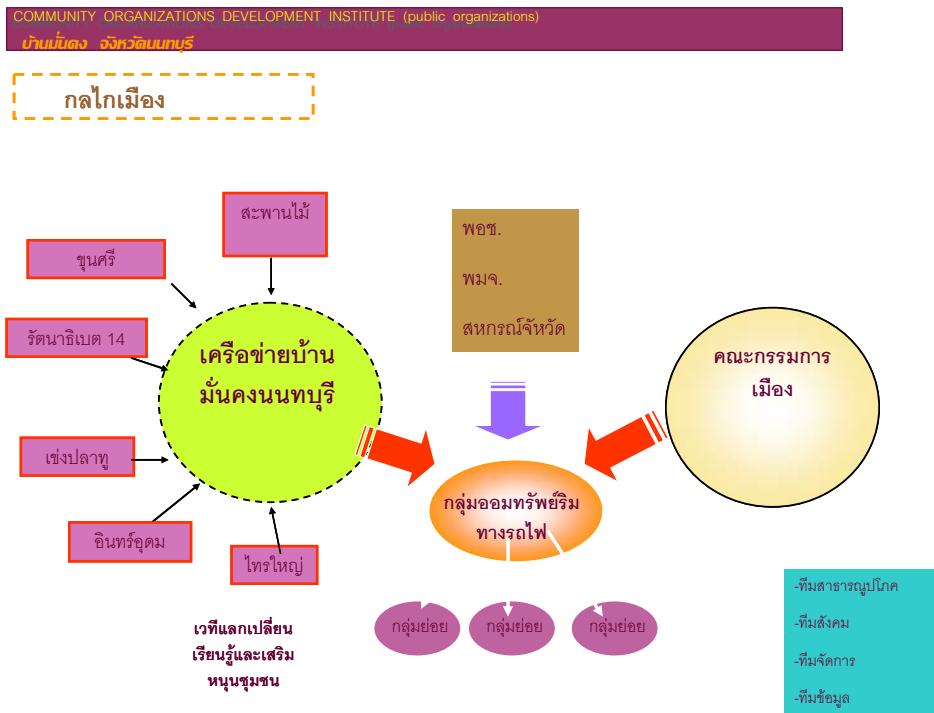 COMMUNITY ORGANIZATIONS DEVELOPMENT INSTITUTE (public organizations)
บ้านมั่นคง จังหวัดนนทบุรี
กลไกเมือง
สะพานไม้
ขุนศรี
รัตนาธิเบต 14
เข่งปลาทู
อินทร์อุดม
ไทรใหญ่
เครือข่ายบ้าน
มั่นคงนนทบุรี
พอช.
พมจ.
สหกรณ์จัหวัด
คณะกรรมการ
เมือง
กลุ่มออมทรัพย์ริม
ทางรถไฟ
กลุ่มย่อย
กลุ่มย่อย
กลุ่มย่อย
เวทีแลกเปลี่ยน
เรียนรู้และเสริม
หนุนชุมชน
-ทีมสาธารณูปโภค
-ทีมสังคม
-ทีมจัดการ
-ทีมข้อมูล